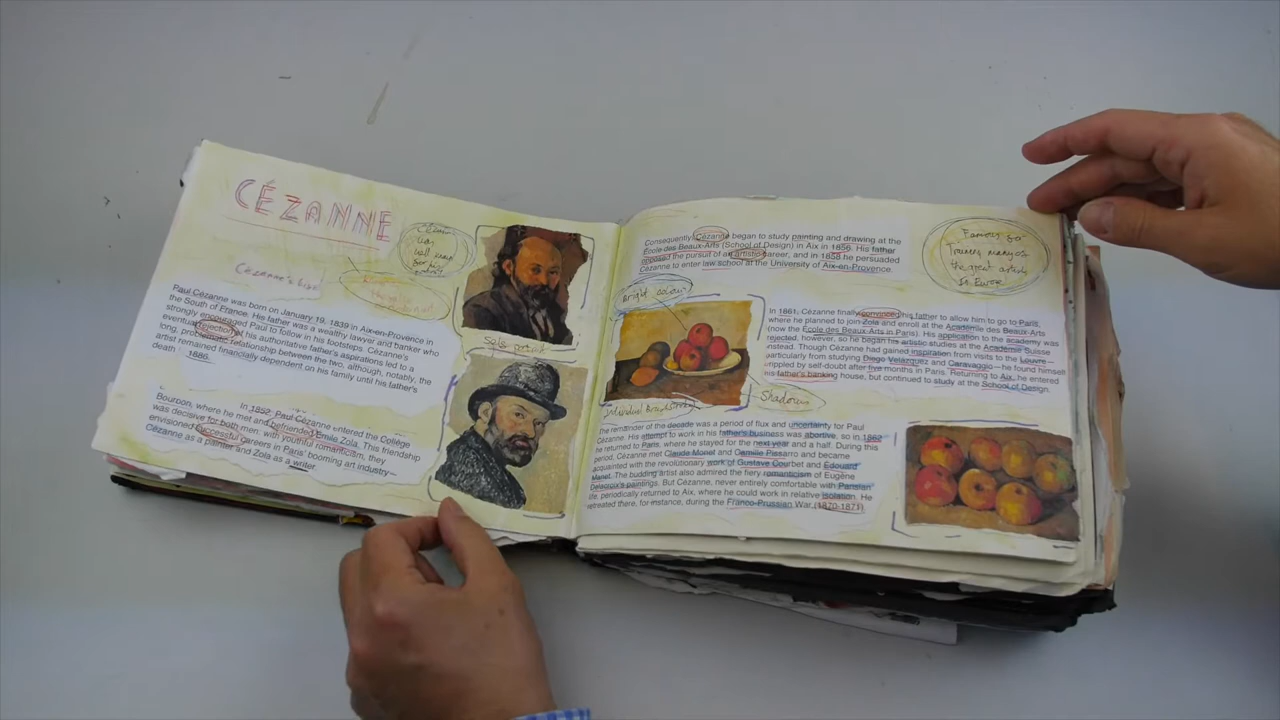 CÉZANNE
Cézanne
was
well known
for his
Cézanne's
Paul Cézanne was born on January 19, 1839 in Aix-en-Provence in
the South of France. His father was a wealthy lawyer and banker who
strongly encouraged Paul to follow in his footsteps. Cézanne's
eventual rejection of his authoritative father's aspirations led to a
long, problematic relationship between the two, although, notably, the
artist remained financially dependent on his family until his father's
death
1886.
In 1852, Paul Cézanne entered the Collège
Bourbon, where he met and befriended Émile Zola. This friendship
was decisive for both men, with youthful romanticism, they
envisioned successful careers in Paris' booming art industry—
Cézanne as a painter and Zola as a writer.
Self portrait
Consequently, Cézanne began to study painting and drawing at the
École des Beaux-Arts (School of Design) in Aix in 1856. His father
opposed the pursuit of an artistic career, and in 1858 he persuaded
Cézanne to enter law school at the University of Aix-en-Provence.
Famous for
Training many of
the great artists
in Europe
Bright colours
In 1861, Cézanne finally convinced his father to allow him to go to Paris,
where he planned to join Zola and enroll at the Académie des Beaux-Arts
(now the École des Beaux-Arts in Paris). His application to the academy was
rejected, however, so he began his artistic studies at the Académie Suisse
instead. Though Cézanne had gained inspiration from visits to the Louvre—
particularly from studying Diego Velázquez and Caravaggio—he found himself
crippled by self-doubt after five months in Paris. Returning to Aix, he entered
his father's banking house, but continued to study at the School of Design.
Shadows
Individual Brushstrokes
The remainder of the decade was a period of flux and uncertainty for Paul
Cézanne. His attempt to work in his father's business was abortive, so in 1862
he returned to Paris, where he stayed for the next year and a half. During this
period, Cézanne met Claude Monet and Camille Pissarro and became
acquainted with the revolutionary work of Gustave Courbet and Édouard
Manet. The budding artist also admired the fiery romanticism of Eugène
Delacroix's paintings. But Cézanne, never entirely comfortable with Parisian
life, periodically returned to Aix, where he could work in relative isolation. He
retreated there, for instance, during the Franco-Prussian War (1870-1871).